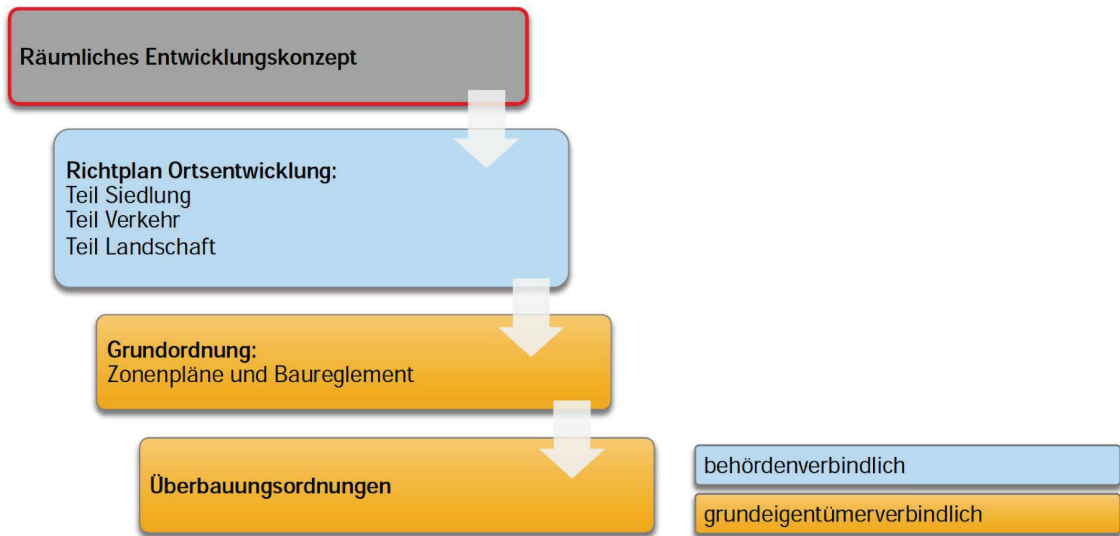 Räumliches Entwicklungskonzept
Richtplan Ortsentwicklung:
Teil Siedlung
Teil Verkehr
Teil Landschaft
Grundordnung:
Zonenpläne und Baureglement
Überbauungsordnungen
behördenverbindlich
grundeigentümerverbindlich